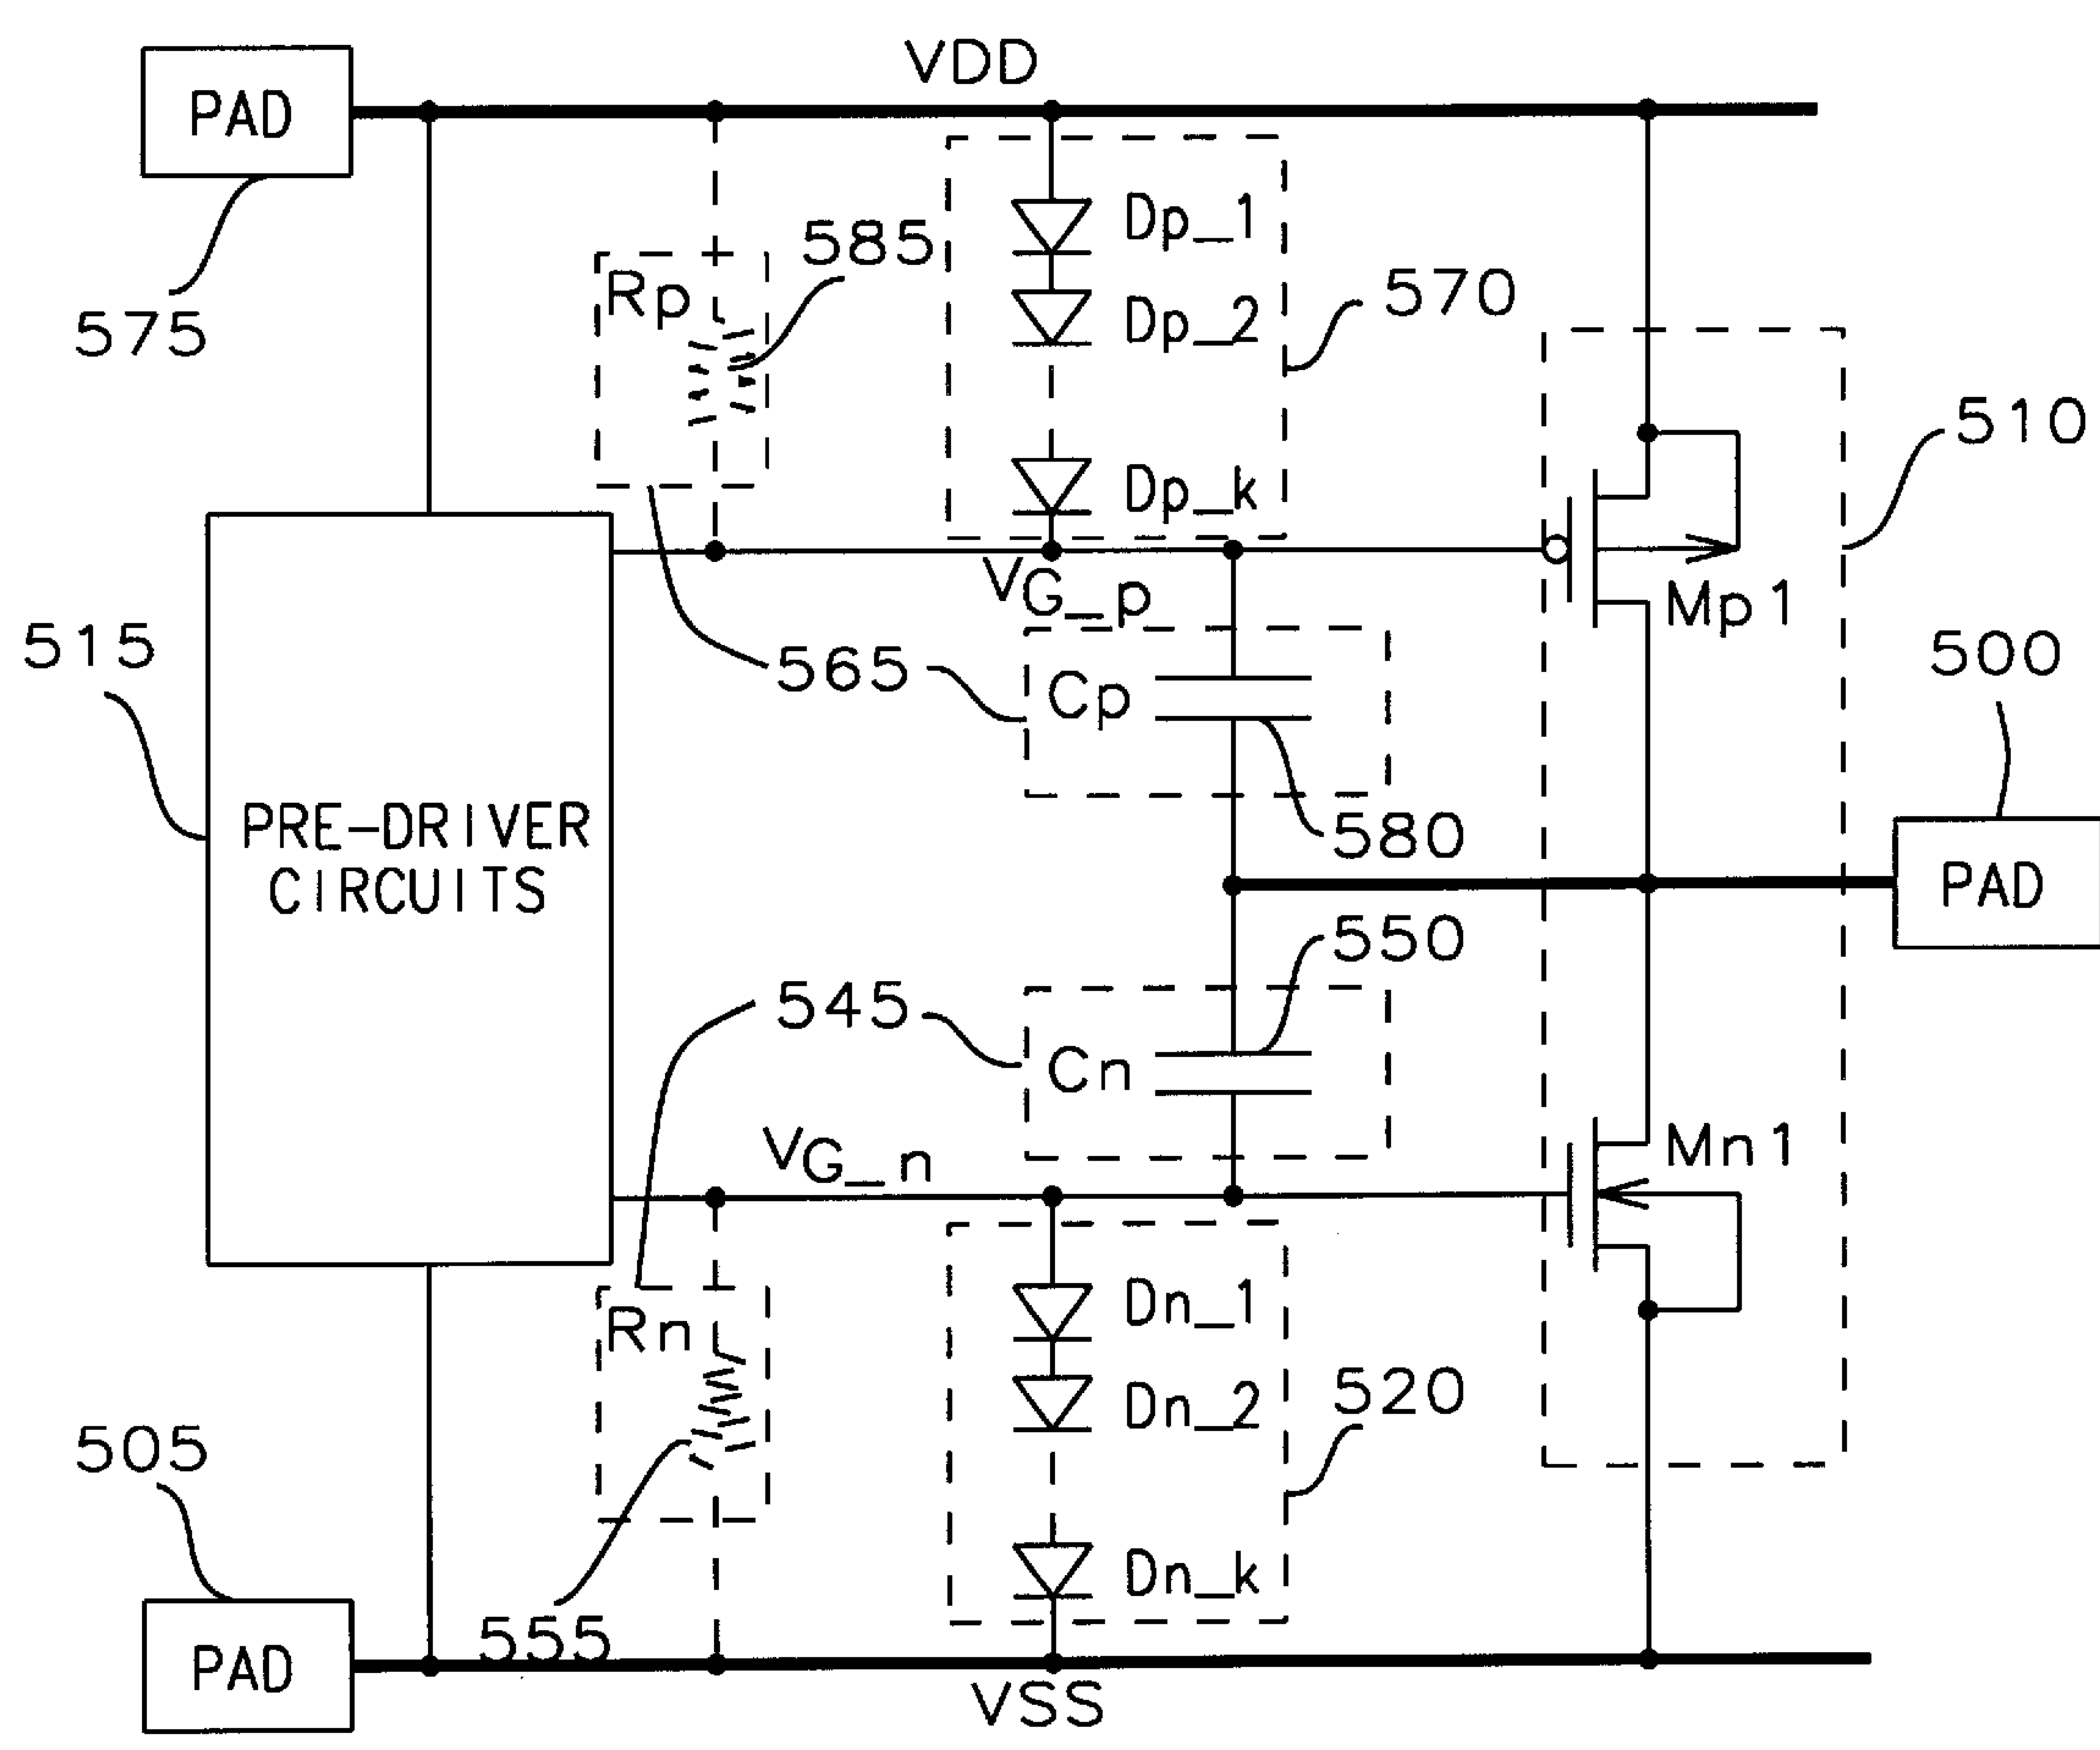 VDD
PAD
Dp_1
585
Rp
570
Dp_2
575
510
Dp_k
VG_p
Mp1
515
565
500
Cp
580
PRE-DRIVER
CIRCUITS
PAD
550
545
Cn
VG_n
Mn1
Dn_1
Rn
520
Dn_2
505
Dn_k
555
PAD
VSS